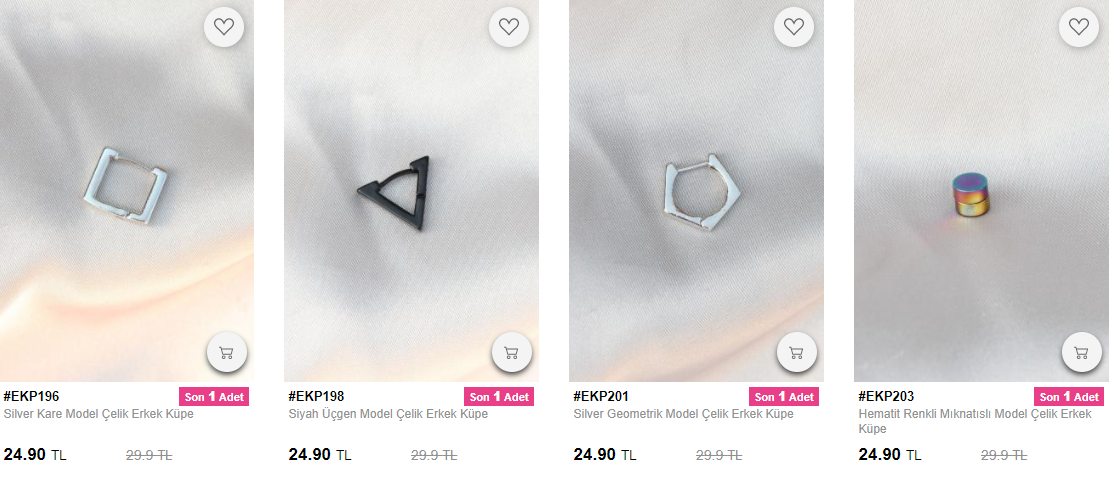 #EKP196
Son 1 Adet
Silver Kare Model Çelik Erkek Küpe
24.90 TL
29.9 TL
#EKP198
Son 1 Adet
Siyah Üçgen Model Çelik Erkek Küpe
24.90 TL
29.9 TL
#EKP201
Son 1 Adet
Silver Geometrik Model Çelik Erkek Küpe
24.90 TL
29.9 TL
#EKP203
Son 1 Adet
Hematit Renkli Mıknatıslı Model Çelik Erkek
Küpe
24.90 TL
29.9 TL